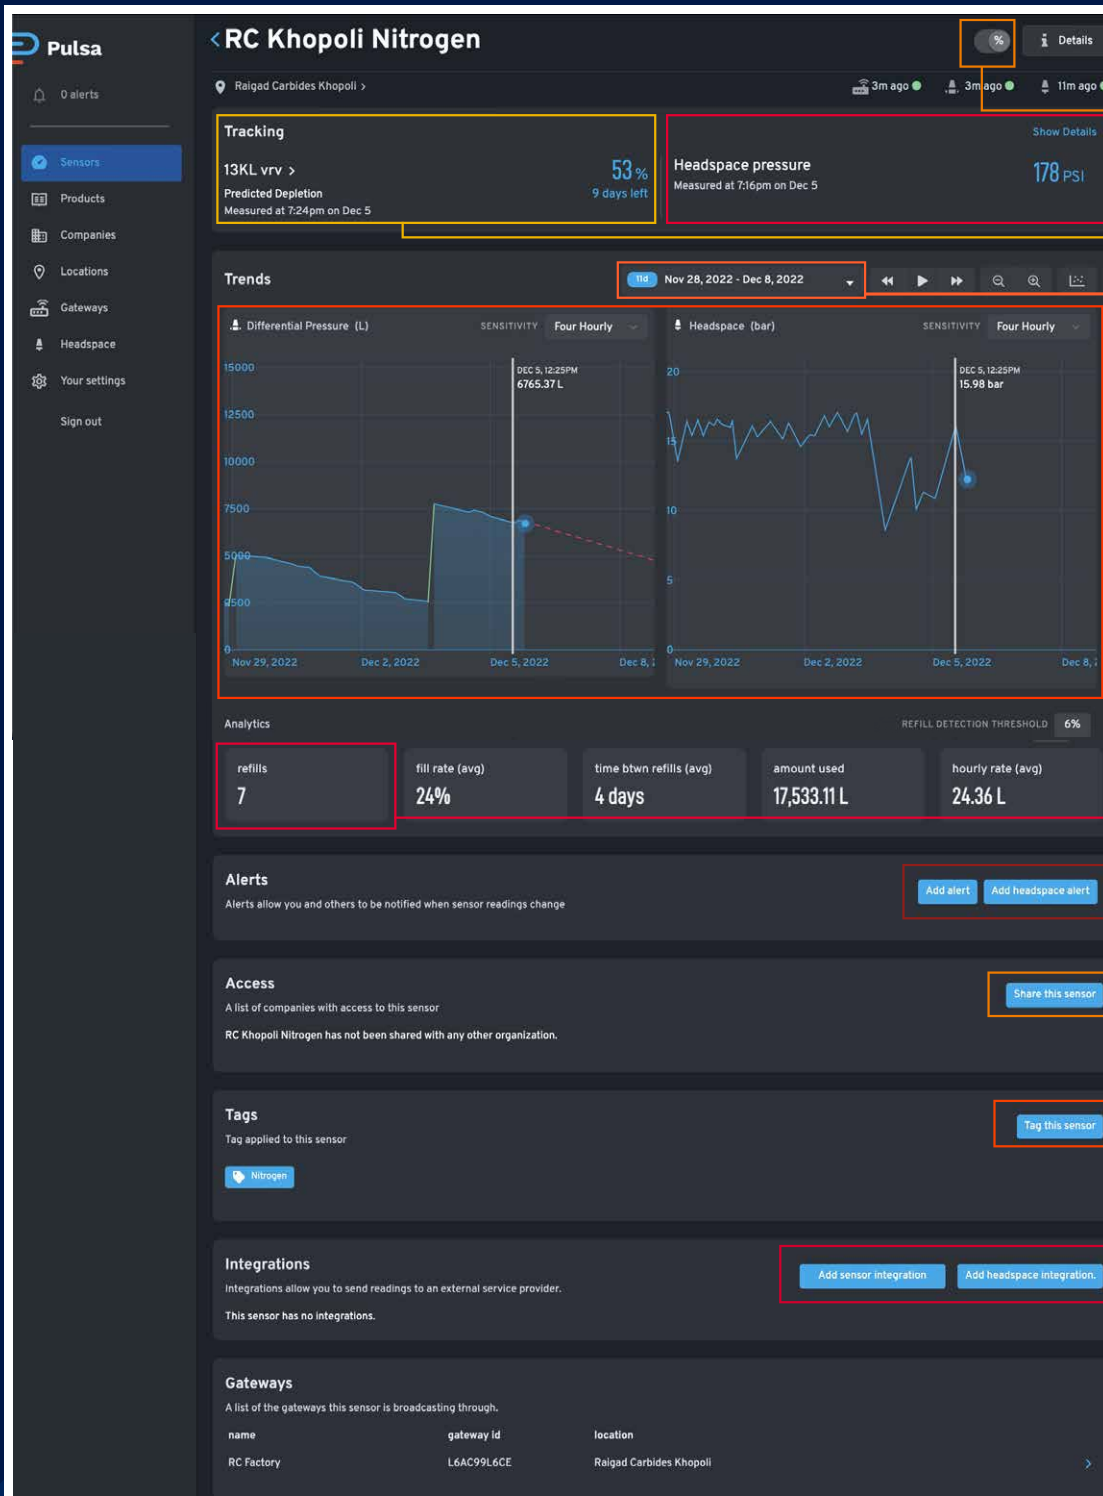 Pulsa
0 alerts
Sensors
Products
Companies
Locations
Gateways
Headspace
Your settings
Sign out
RC Khopoli Nitrogen
%
Details
Raigad Carbides Khopoli >
3m ago
3m ago
11m ago
Tracking
13KL vrv >
Predicted Depletion
Measured at 7:24pm on Dec 5
53 %
9 days left
Show Details
Headspace pressure
Measured at 7:16pm on Dec 5
178 PSI
Trends
11d Nov 28, 2022 - Dec 8, 2022
Differential Pressure (L)
SENSITIVITY Four Hourly
15000
12500
10000
7500
5000
2500
0
DEC 5, 12:25PM
6765.37 L
Nov 29, 2022 Dec 2, 2022 Dec 5, 2022 Dec 8,
Headspace (bar)
SENSITIVITY Four Hourly
20
15
10
5
0
DEC 5, 12:25PM
15.98 bar
Nov 29, 2022 Dec 2, 2022 Dec 5, 2022 Dec 8,
Analytics
REFILL DETECTION THRESHOLD 6%
refills
7
fill rate (avg)
24%
time btwn refills (avg)
4 days
amount used
17,533.11 L
hourly rate (avg)
24.36 L
Alerts
Alerts allow you and others to be notified when sensor readings change
Add alert
Add headspace alert
Access
A list of companies with access to this sensor
RC Khopoli Nitrogen has not been shared with any other organization.
Share this sensor
Tags
Tag applied to this sensor
Nitrogen
Tag this sensor
Integrations
Integrations allow you to send readings to an external service provider.
This sensor has no integrations.
Add sensor integration
Add headspace integration.
Gateways
A list of the gateways this sensor is broadcasting through.
name gateway id location
RC Factory L6AC99L6CE Raigad Carbides Khopoli >